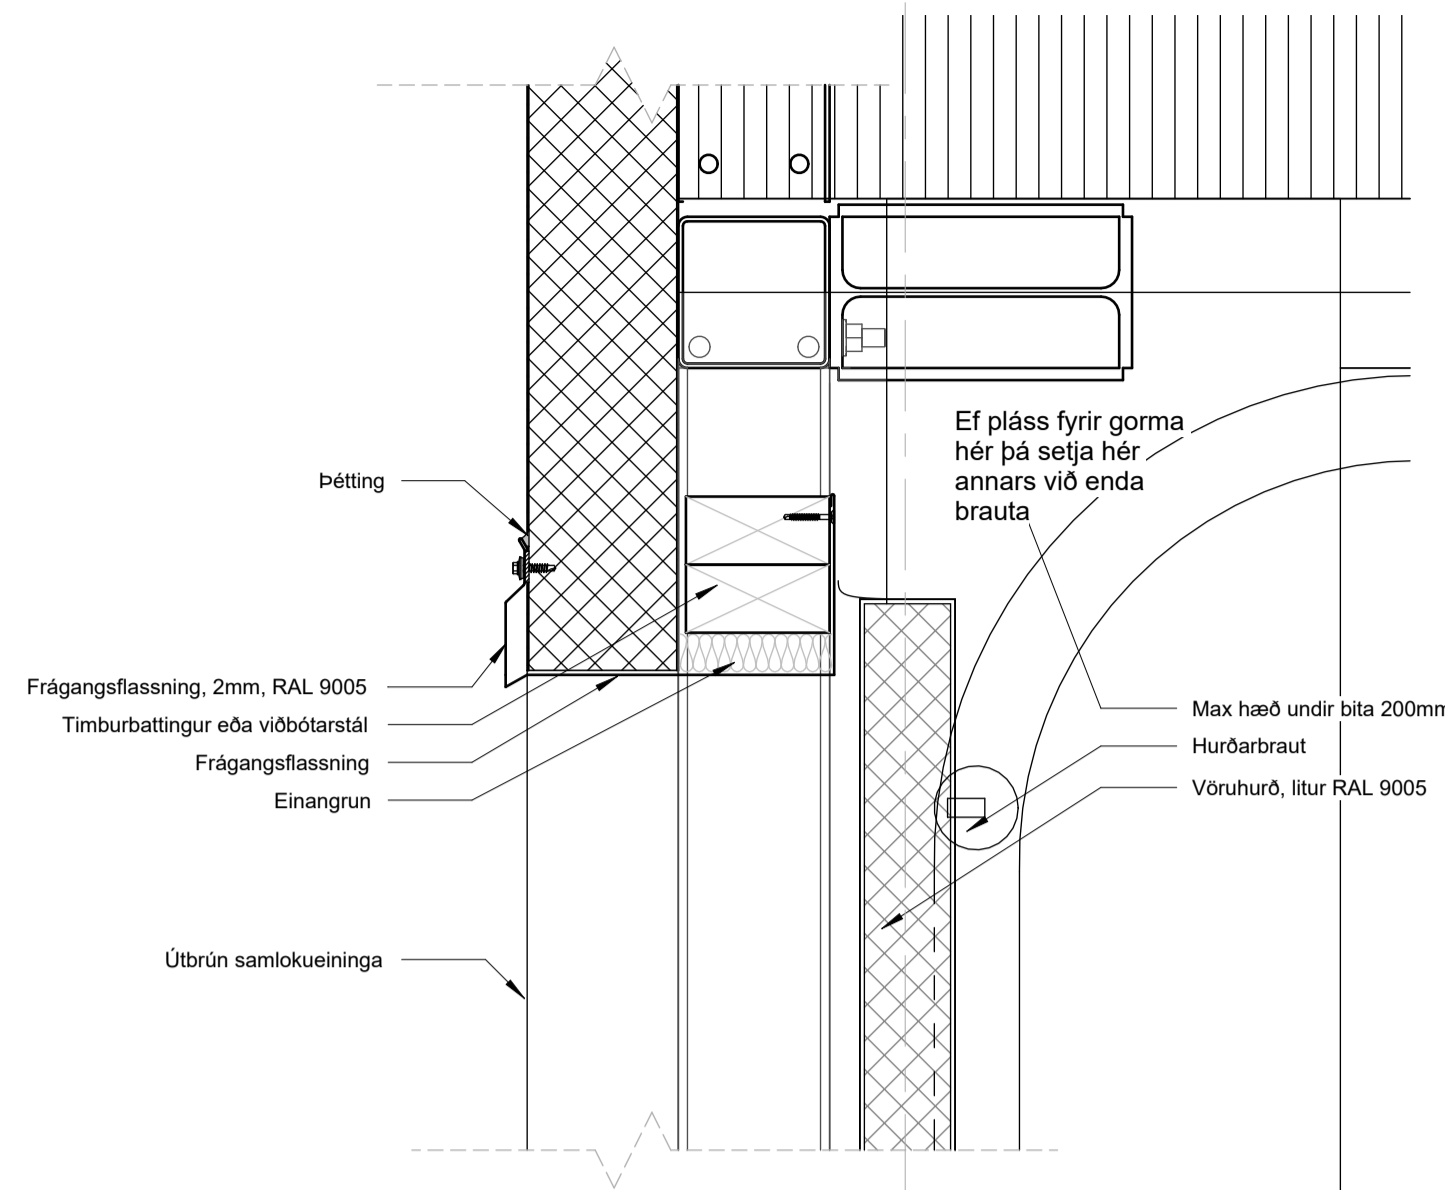 Ef pláss fyrir gorma
hér þá setja hér
annars við enda
brauta
Þétting
Frágangsflassning, 2mm, RAL 9005
Timburbattingur eða viðbótarstál
Frágangsflassning
Einangrun
Útbrún samlokueininga
Max hæð undir bita 200mm
Hurðarbraut
Vöruhurð, litur RAL 9005